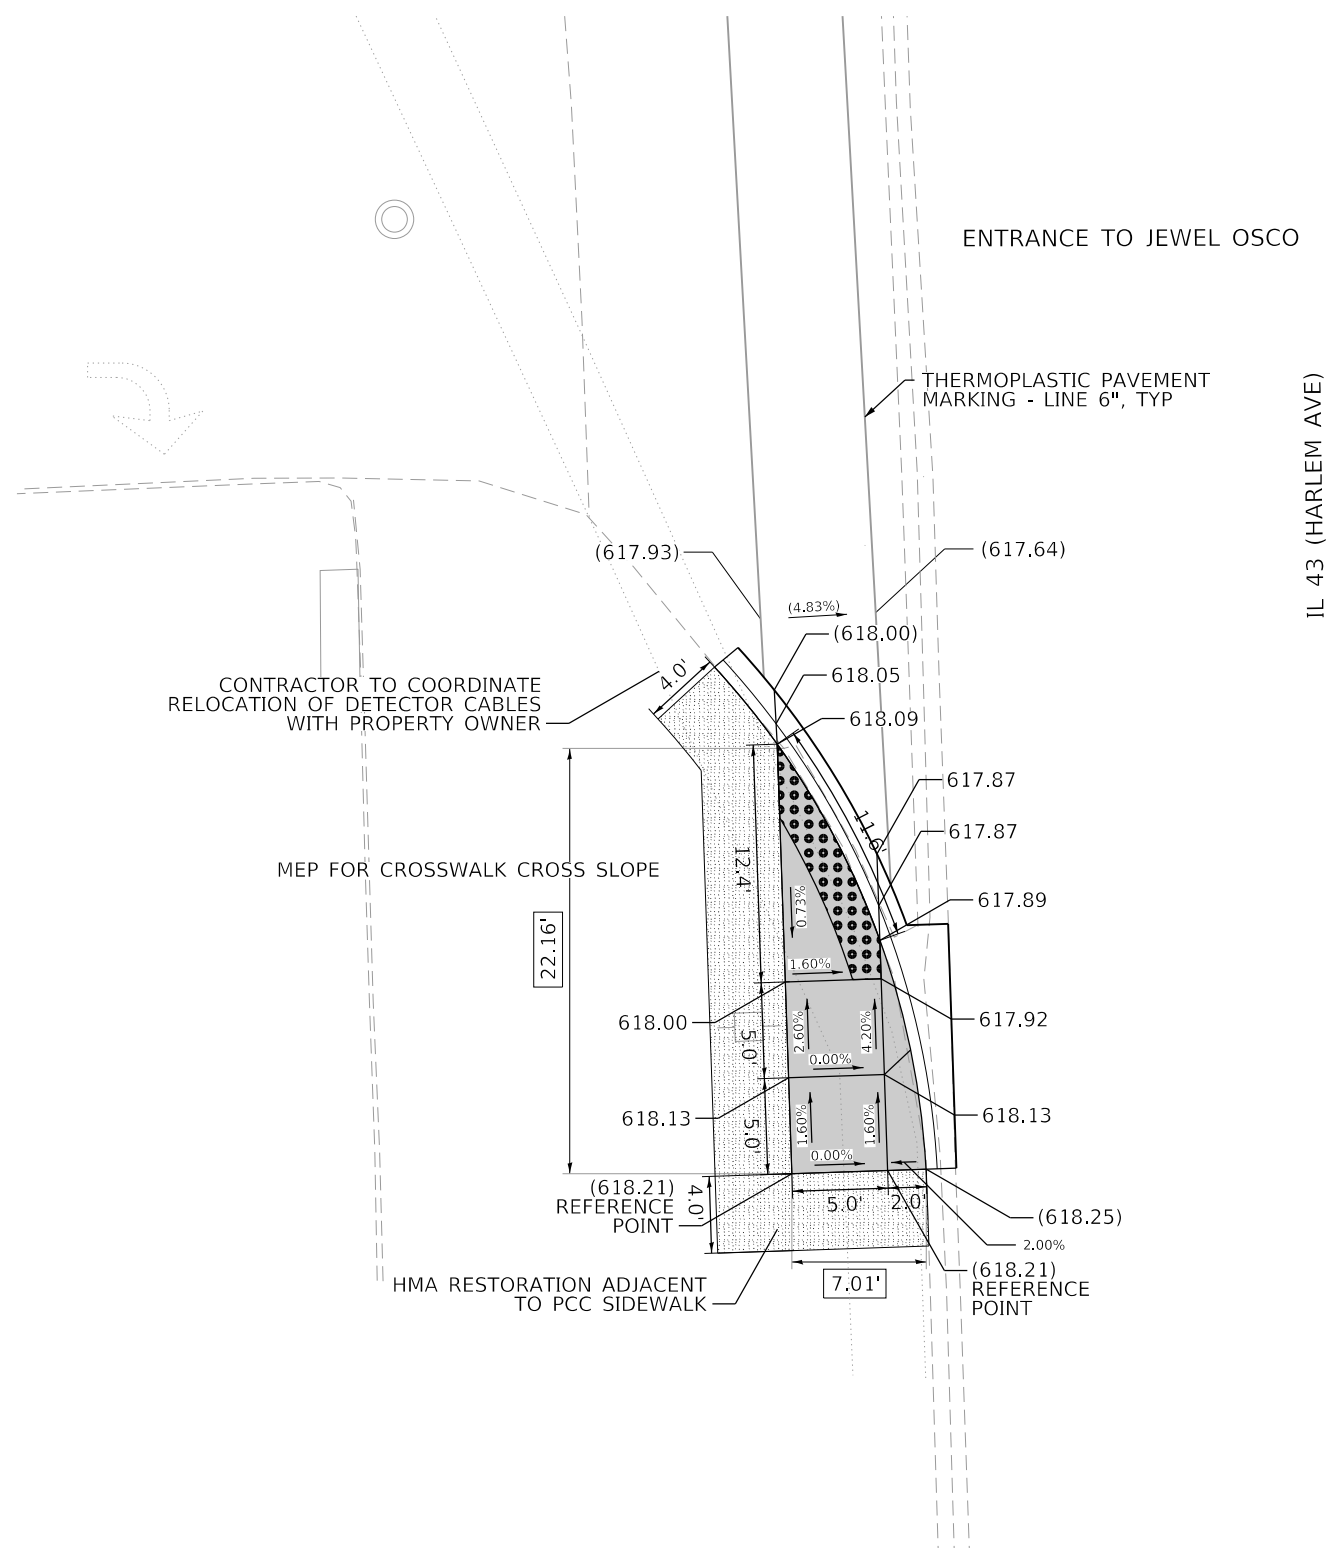 ENTRANCE TO JEWEL OSCO
THERMOPLASTIC PAVEMENT
MARKING - LINE 6", TYP
IL 43 (HARLEM AVE)
(617.93)
(617.64)
(4.83%)
(618.00)
618.05
618.09
4.0'
CONTRACTOR TO COORDINATE
RELOCATION OF DETECTOR CABLES
WITH PROPERTY OWNER
617.87
617.87
11.6'
12.4'
MEP FOR CROSSWALK CROSS SLOPE
617.89
0.73%
22.16'
1.60%
618.00
617.92
2.60%
4.20%
5.0'
0.00%
618.13
618.13
1.60%
1.60%
5.0'
0.00%
(618.21)
REFERENCE
POINT
4.0'
5.0'
2.0'
(618.25)
2.00%
(618.21)
REFERENCE
POINT
7.01'
HMA RESTORATION ADJACENT
TO PCC SIDEWALK